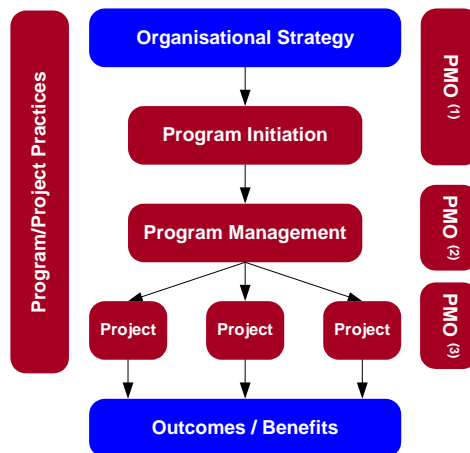 Organisational Strategy
Program/Project Practices
PMO (1)
Program Initiation
Program Management
PMO (2)
Project
Project
Project
PMO (3)
Outcomes / Benefits